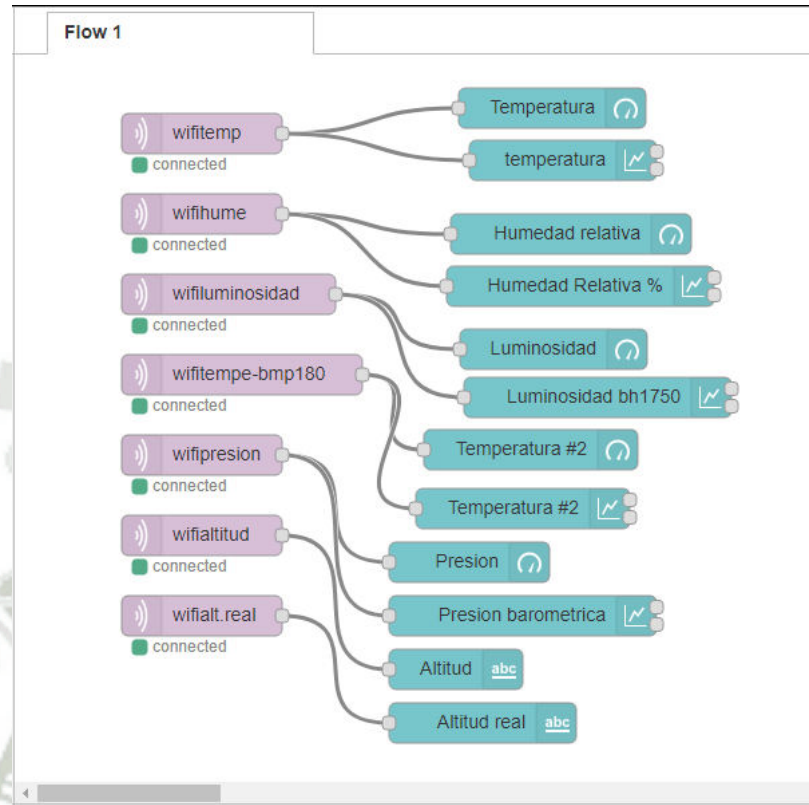 Flow 1
wifitemp
connected
Temperatura
temperatura
wifihume
connected
Humedad relativa
Humedad Relativa %
wifiluminosidad
connected
Luminosidad
Luminosidad bh1750
wifitempe-bmp180
connected
Temperatura #2
Temperatura #2
wifipresion
connected
Presion
Presion barometrica
wifialtitud
connected
Altitud abc
wifialt.real
connected
Altitud real abc